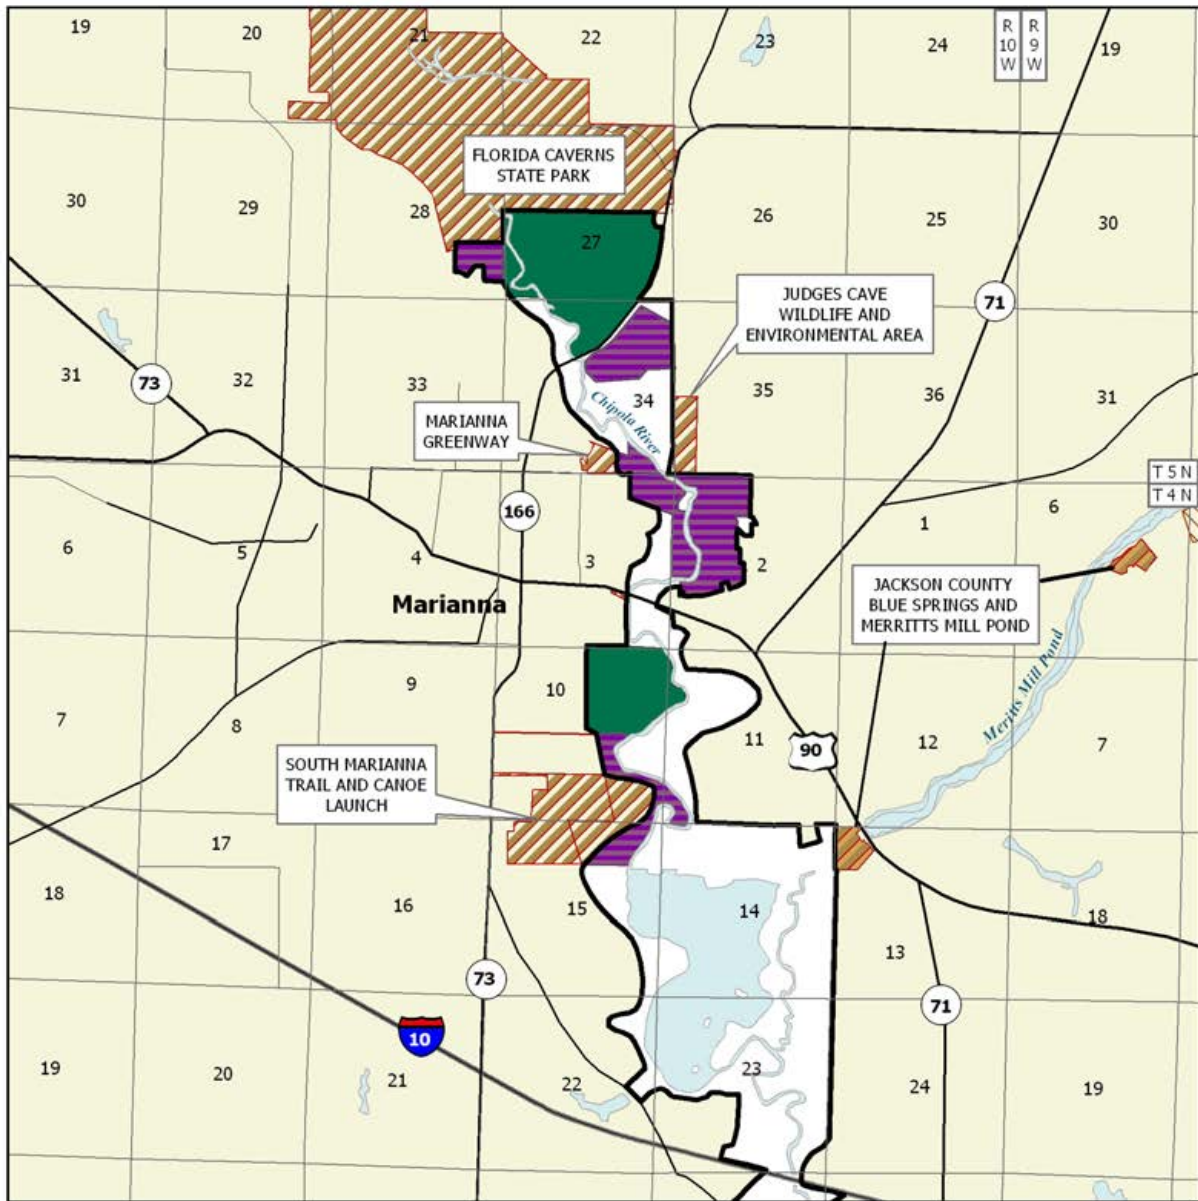 19
20
21
22
23
24
R
10
W
R
9
W
19
FLORIDA CAVERNS
STATE PARK
30
29
28
27
26
25
30
JUDGES CAVE
WILDLIFE AND
ENVIRONMENTAL AREA
71
31
73
32
33
34
35
36
31
MARIANNA
GREENWAY
Chipola River
T 5 N
T 4 N
166
6
5
4
3
2
1
6
Marianna
JACKSON COUNTY
BLUE SPRINGS AND
MERRITTS MILL POND
Meritts Mill Pond
7
8
9
10
11
90
12
7
SOUTH MARIANNA
TRAIL AND CANOE
LAUNCH
18
17
16
15
14
13
18
73
71
10
19
20
21
22
23
24
19